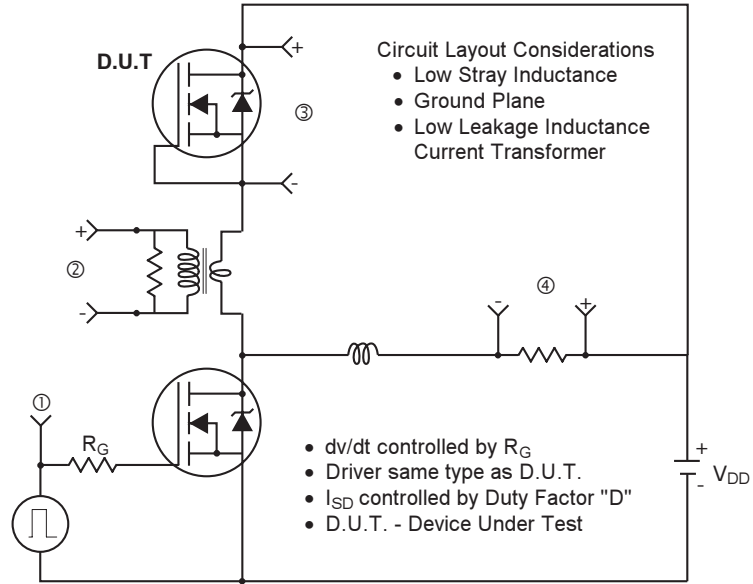 D.U.T
+
③
-
Circuit Layout Considerations
• Low Stray Inductance
• Ground Plane
• Low Leakage Inductance
Current Transformer
+
②
-
④
- +
①
R_G
• dv/dt controlled by R_G
• Driver same type as D.U.T.
• I_SD controlled by Duty Factor "D"
• D.U.T. - Device Under Test
+
V_DD
-